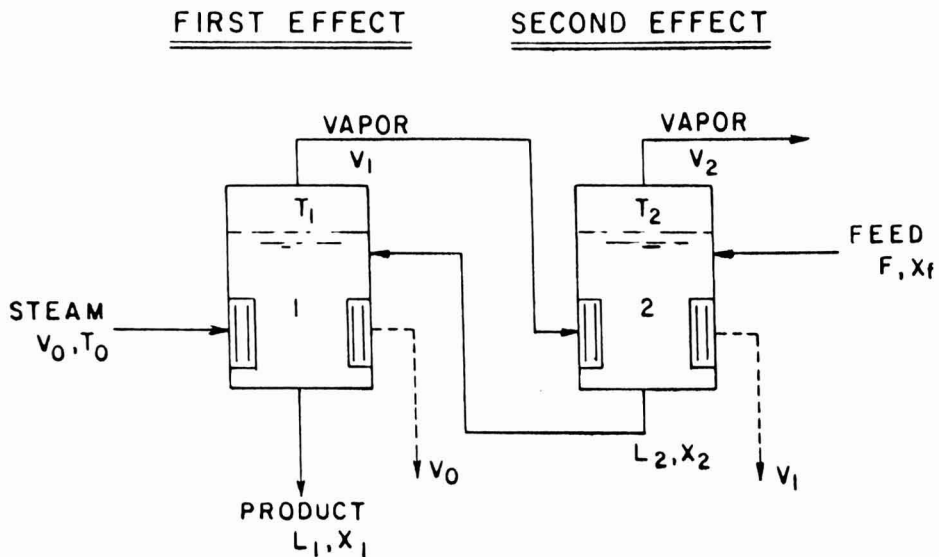 FIRST EFFECT
SECOND EFFECT
VAPOR
V₁
VAPOR
V₂
T₁
T₂
FEED
F, Xf
STEAM
V₀, T₀
1
2
V₀
L₂, X₂
V₁
PRODUCT
L₁, X₁